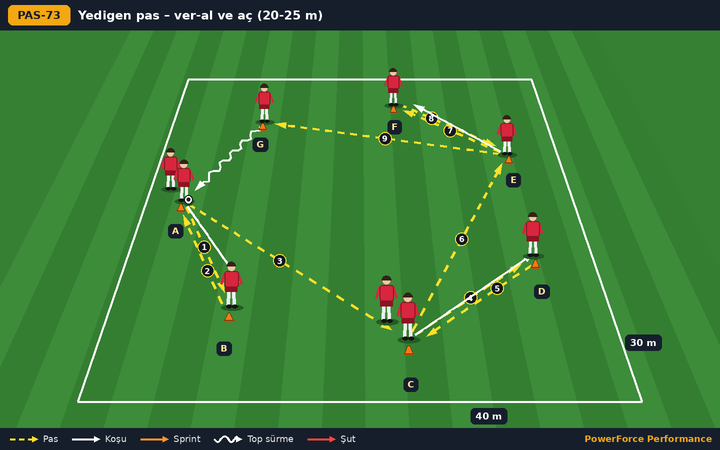 PAS-73 Yedigen pas – ver-al ve aç (20-25 m)
F
8
7
9
G
E
A
6
1
3
2
D
5
4
30 m
B
C
40 m
Pas Koşu Sprint Top sürme Şut PowerForce Performance